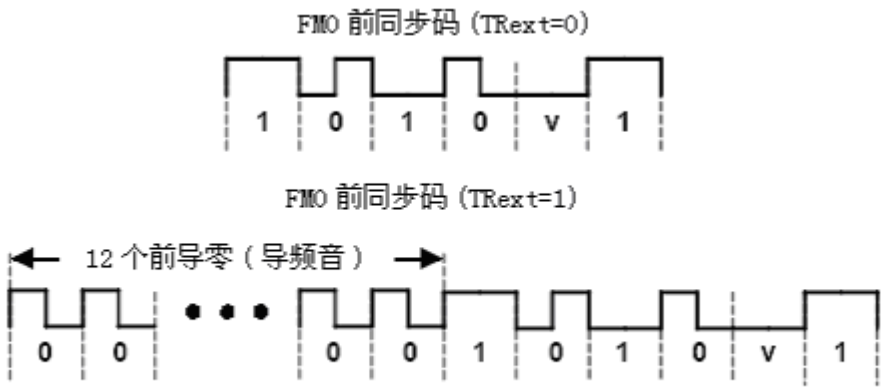 FM0 前同步码 (TRext=0)
1 0 1 0 v 1
FM0 前同步码 (TRext=1)
12 个前导零 ( 导频音 )
0 0 ••• 0 0 1 0 1 0 v 1